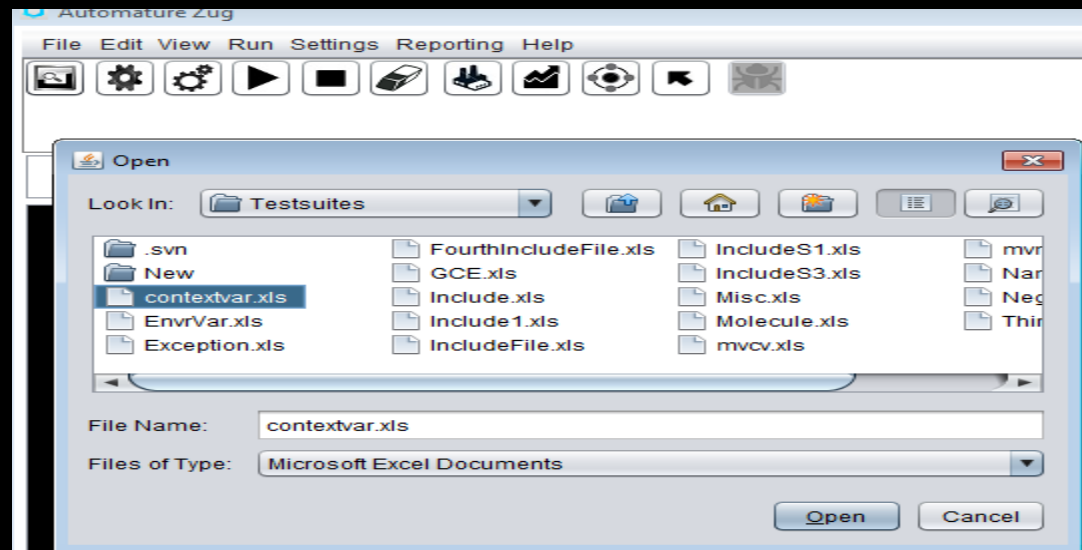 Automature Zug
File Edit View Run Settings Reporting Help
Open
Look In: Testsuites
.svn FourthIncludeFile.xls IncludeS1.xls
New GCE.xls IncludeS3.xls
contextvar.xls Include.xls Misc.xls
EnvrVar.xls Include1.xls Molecule.xls
Exception.xls IncludeFile.xls mvcv.xls
File Name: contextvar.xls
Files of Type: Microsoft Excel Documents
Open Cancel